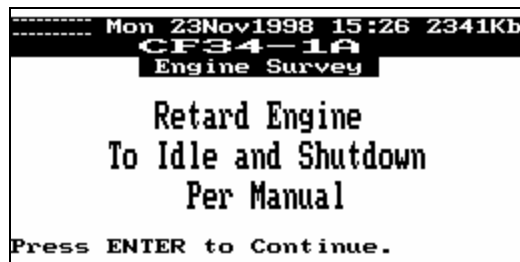 Mon 23Nov1998 15:26 2341Kb
CF34-1A
Engine Survey
Retard Engine
To Idle and Shutdown
Per Manual
Press ENTER to Continue.